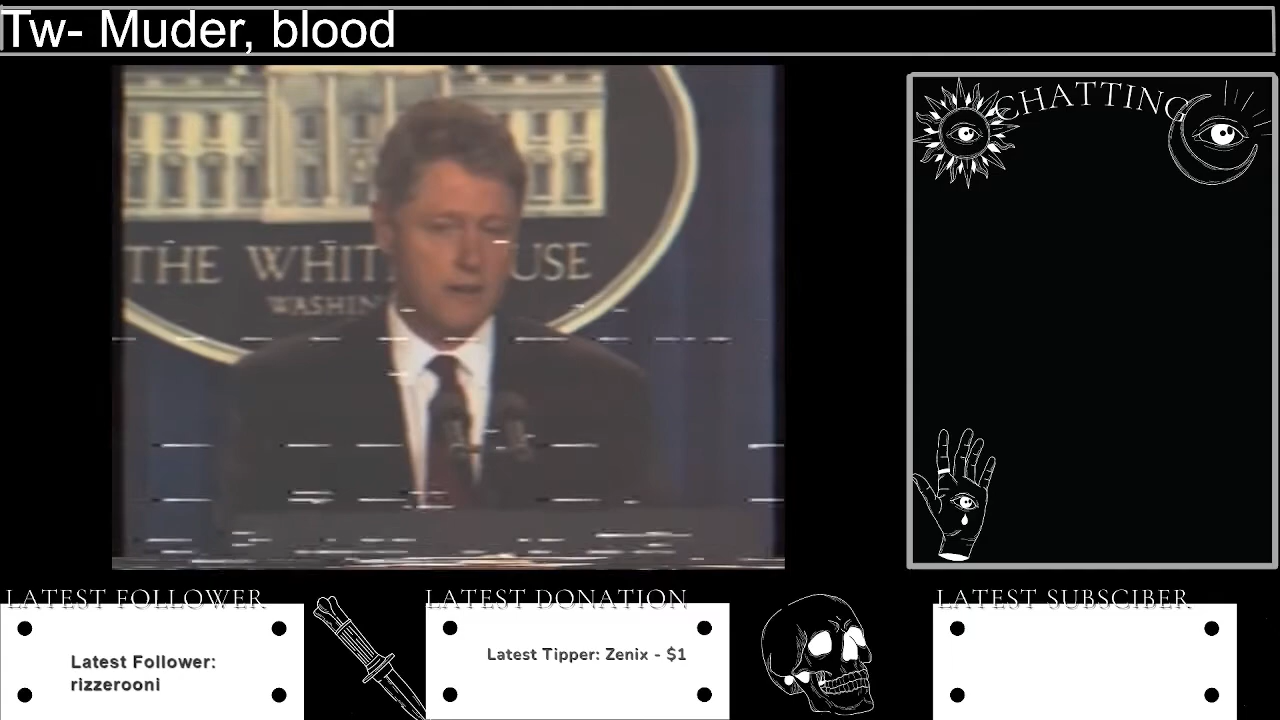 Tw- Muder, blood
CHATTING
THE WHIT USE
WASHIN
LATEST FOLLOWER
Latest Follower:
rizzerooni
LATEST DONATION
Latest Tipper: Zenix - $1
LATEST SUBSCIBER